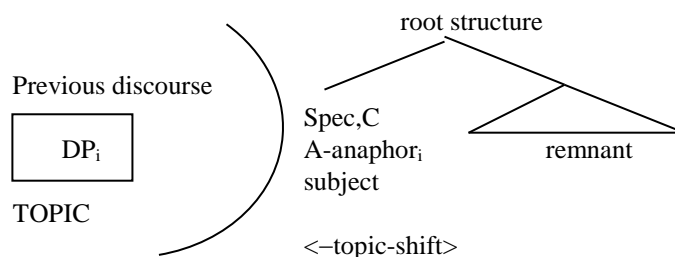 root structure
Previous discourse
DPi
TOPIC
Spec,C
A-anaphori
subject
remnant
<−topic-shift>